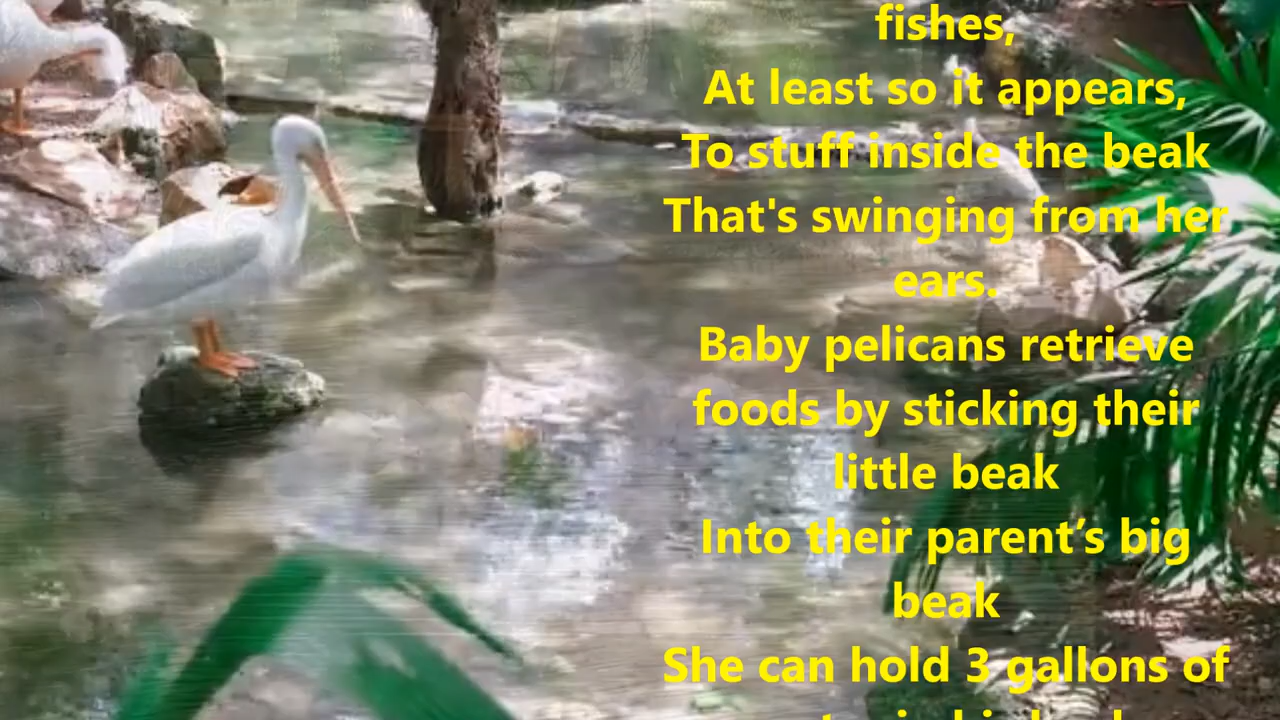 fishes,
At least so it appears,
To stuff inside the beak
That's swinging from her
ears.
Baby pelicans retrieve
foods by sticking their
little beak
Into their parent’s big
beak
She can hold 3 gallons of